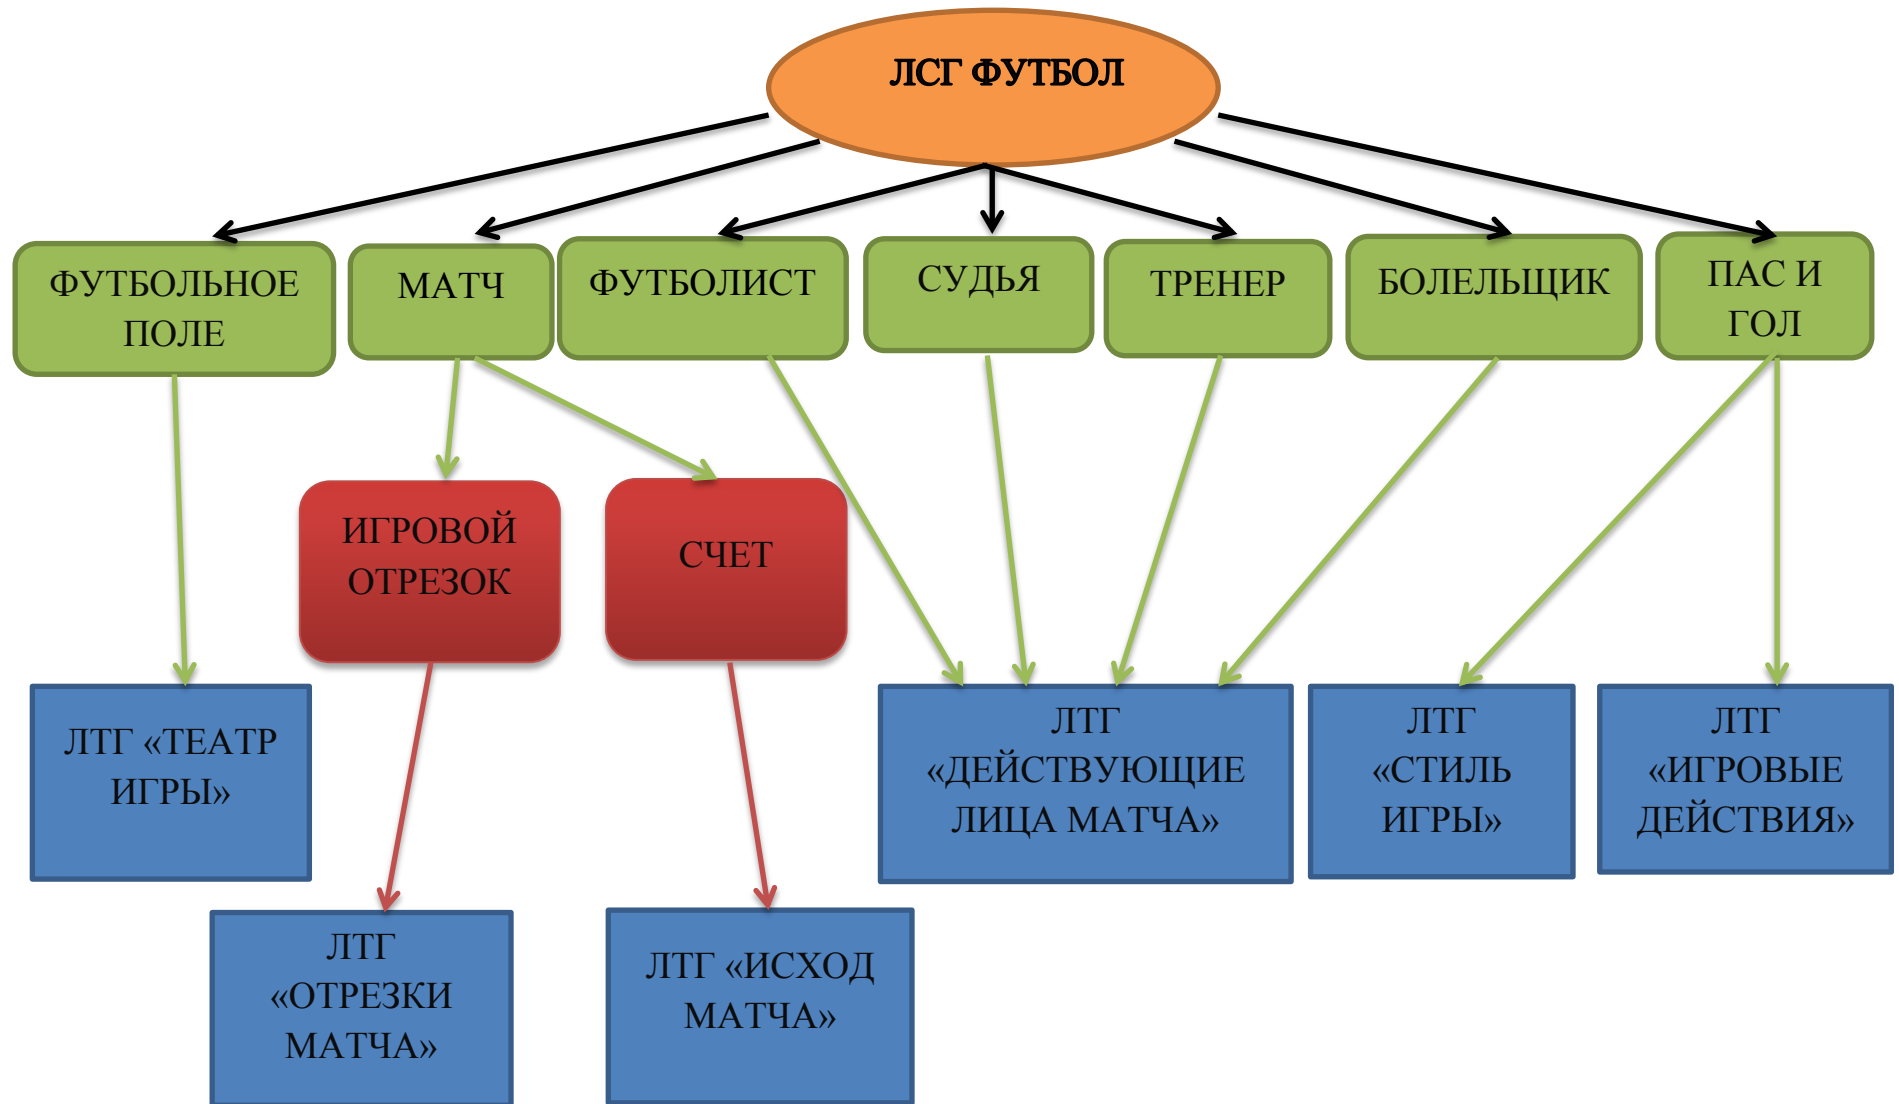 ЛСГ ФУТБОЛ
ФУТБОЛЬНОЕ
ПОЛЕ
МАТЧ
ФУТБОЛИСТ
СУДЬЯ
ТРЕНЕР
БОЛЕЛЬЩИК
ПАС И
ГОЛ
ИГРОВОЙ
ОТРЕЗОК
СЧЕТ
ЛТГ «ТЕАТР
ИГРЫ»
ЛТГ
«ДЕЙСТВУЮЩИЕ
ЛИЦА МАТЧА»
ЛТГ
«СТИЛЬ
ИГРЫ»
ЛТГ
«ИГРОВЫЕ
ДЕЙСТВИЯ»
ЛТГ
«ОТРЕЗКИ
МАТЧА»
ЛТГ «ИСХОД
МАТЧА»